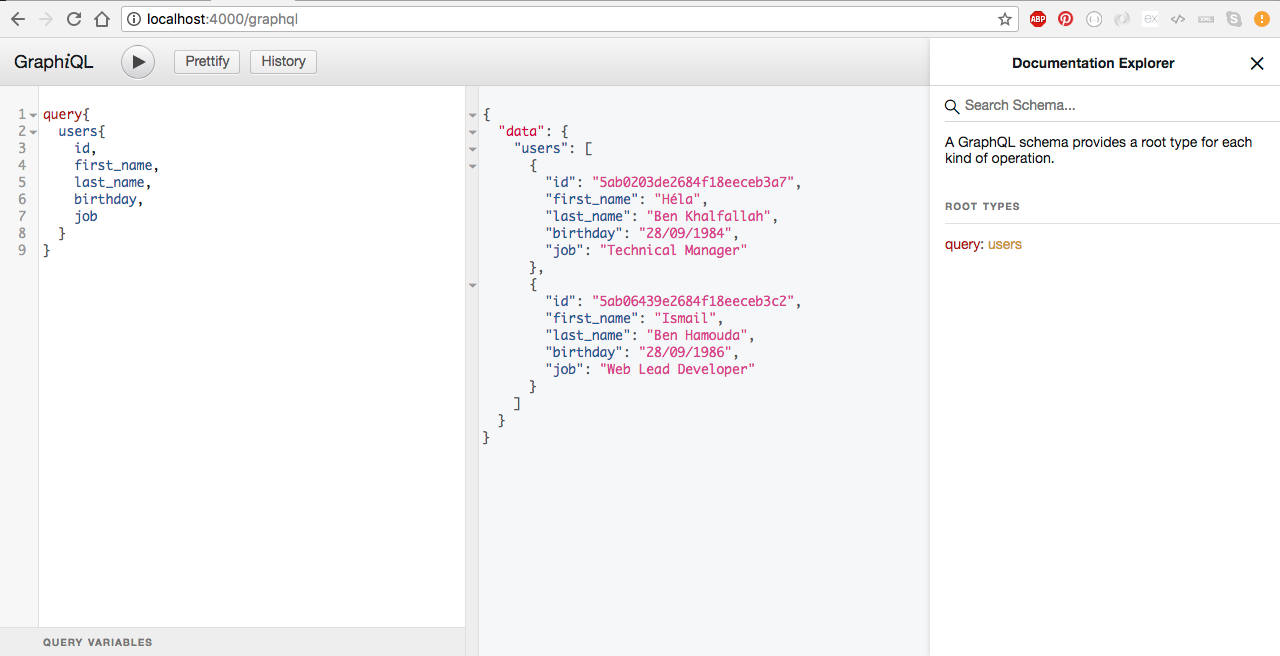 localhost:4000/graphql
ABP
ex
XML
GraphiQL
Prettify
History
Documentation Explorer
1 query{
2 users{
3 id,
4 first_name,
5 last_name,
6 birthday,
7 job
8 }
9 }
QUERY VARIABLES
{
"data": {
"users": [
{
"id": "5ab0203de2684f18eeceb3a7",
"first_name": "Héla",
"last_name": "Ben Khalfallah",
"birthday": "28/09/1984",
"job": "Technical Manager"
},
{
"id": "5ab06439e2684f18eeceb3c2",
"first_name": "Ismail",
"last_name": "Ben Hamouda",
"birthday": "28/09/1986",
"job": "Web Lead Developer"
}
]
}
}
Search Schema...
A GraphQL schema provides a root type for each
kind of operation.
ROOT TYPES
query: users